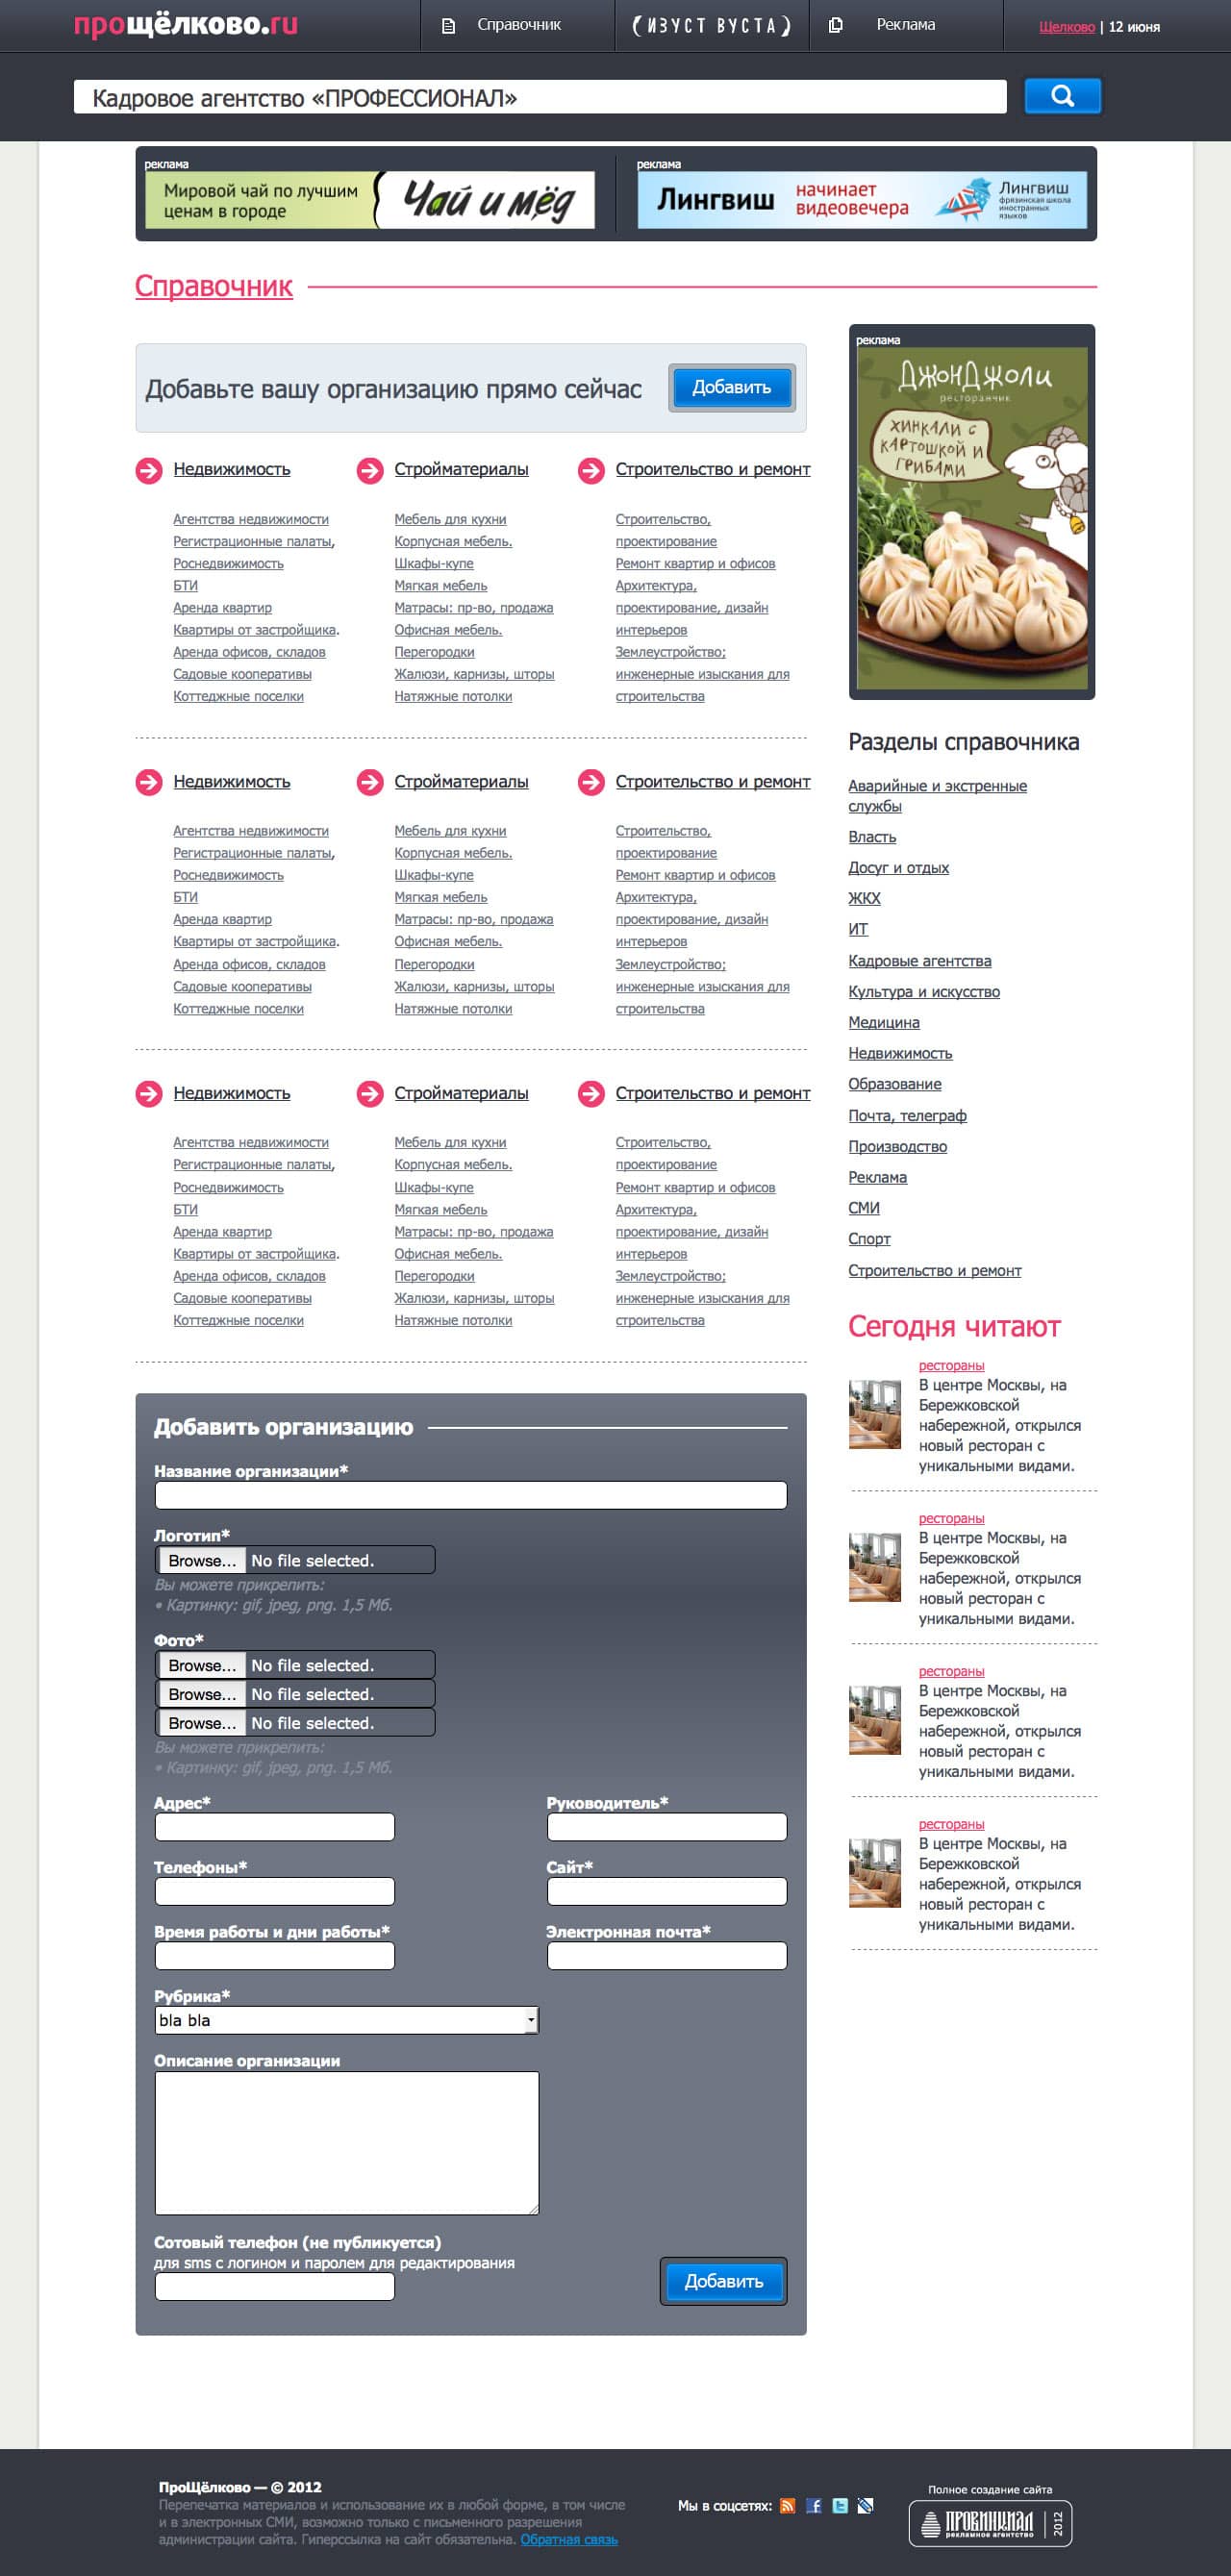 прощёлково.ru
Справочник
(ИЗУСТ ВУСТА)
Реклама
Щелково | 12 июня
Кадровое агентство «ПРОФЕССИОНАЛ»
реклама
Мировой чай по лучшим
ценам в городе
Чай и мёд
реклама
Лингвиш
начинает
видеовечера
Лингвиш
фрязинская школа
иностранных
языков
Справочник
Добавьте вашу организацию прямо сейчас
Добавить
Недвижимость
Агентства недвижимости
Регистрационные палаты,
Роснедвижимость
БТИ
Аренда квартир
Квартиры от застройщика.
Аренда офисов, складов
Садовые кооперативы
Коттеджные поселки
Стройматериалы
Мебель для кухни
Корпусная мебель.
Шкафы-купе
Мягкая мебель
Матрасы: пр-во, продажа
Офисная мебель.
Перегородки
Жалюзи, карнизы, шторы
Натяжные потолки
Строительство и ремонт
Строительство,
проектирование
Ремонт квартир и офисов
Архитектура,
проектирование, дизайн
интерьеров
Землеустройство;
инженерные изыскания для
строительства
Недвижимость
Агентства недвижимости
Регистрационные палаты,
Роснедвижимость
БТИ
Аренда квартир
Квартиры от застройщика.
Аренда офисов, складов
Садовые кооперативы
Коттеджные поселки
Стройматериалы
Мебель для кухни
Корпусная мебель.
Шкафы-купе
Мягкая мебель
Матрасы: пр-во, продажа
Офисная мебель.
Перегородки
Жалюзи, карнизы, шторы
Натяжные потолки
Строительство и ремонт
Строительство,
проектирование
Ремонт квартир и офисов
Архитектура,
проектирование, дизайн
интерьеров
Землеустройство;
инженерные изыскания для
строительства
Недвижимость
Агентства недвижимости
Регистрационные палаты,
Роснедвижимость
БТИ
Аренда квартир
Квартиры от застройщика.
Аренда офисов, складов
Садовые кооперативы
Коттеджные поселки
Стройматериалы
Мебель для кухни
Корпусная мебель.
Шкафы-купе
Мягкая мебель
Матрасы: пр-во, продажа
Офисная мебель.
Перегородки
Жалюзи, карнизы, шторы
Натяжные потолки
Строительство и ремонт
Строительство,
проектирование
Ремонт квартир и офисов
Архитектура,
проектирование, дизайн
интерьеров
Землеустройство;
инженерные изыскания для
строительства
Добавить организацию
Название организации*
Логотип*
Browse... No file selected.
Вы можете прикрепить:
• Картинку: gif, jpeg, png. 1,5 Мб.
Фото*
Browse... No file selected.
Browse... No file selected.
Browse... No file selected.
Вы можете прикрепить:
• Картинку: gif, jpeg, png. 1,5 Мб.
Адрес*
Руководитель*
Телефоны*
Сайт*
Время работы и дни работы*
Электронная почта*
Рубрика*
bla bla
Описание организации
Сотовый телефон (не публикуется)
для sms с логином и паролем для редактирования
Добавить
реклама
ДжонДжоли
ресторанчик
ХИНКАЛИ С
КАРТОШКОЙ И
ГРИБАМИ
Разделы справочника
Аварийные и экстренные
службы
Власть
Досуг и отдых
ЖКХ
ИТ
Кадровые агентства
Культура и искусство
Медицина
Недвижимость
Образование
Почта, телеграф
Производство
Реклама
СМИ
Спорт
Строительство и ремонт
Сегодня читают
рестораны
В центре Москвы, на
Бережковской
набережной, открылся
новый ресторан с
уникальными видами.
рестораны
В центре Москвы, на
Бережковской
набережной, открылся
новый ресторан с
уникальными видами.
рестораны
В центре Москвы, на
Бережковской
набережной, открылся
новый ресторан с
уникальными видами.
рестораны
В центре Москвы, на
Бережковской
набережной, открылся
новый ресторан с
уникальными видами.
ПроЩёлково — © 2012
Перепечатка материалов и использование их в любой форме, в том числе
и в электронных СМИ, возможно только с письменного разрешения
администрации сайта. Гиперссылка на сайт обязательна. Обратная связь
Мы в соцсетях:
Полное создание сайта
ПРОВИНЦИАЛ
рекламное агентство
2012